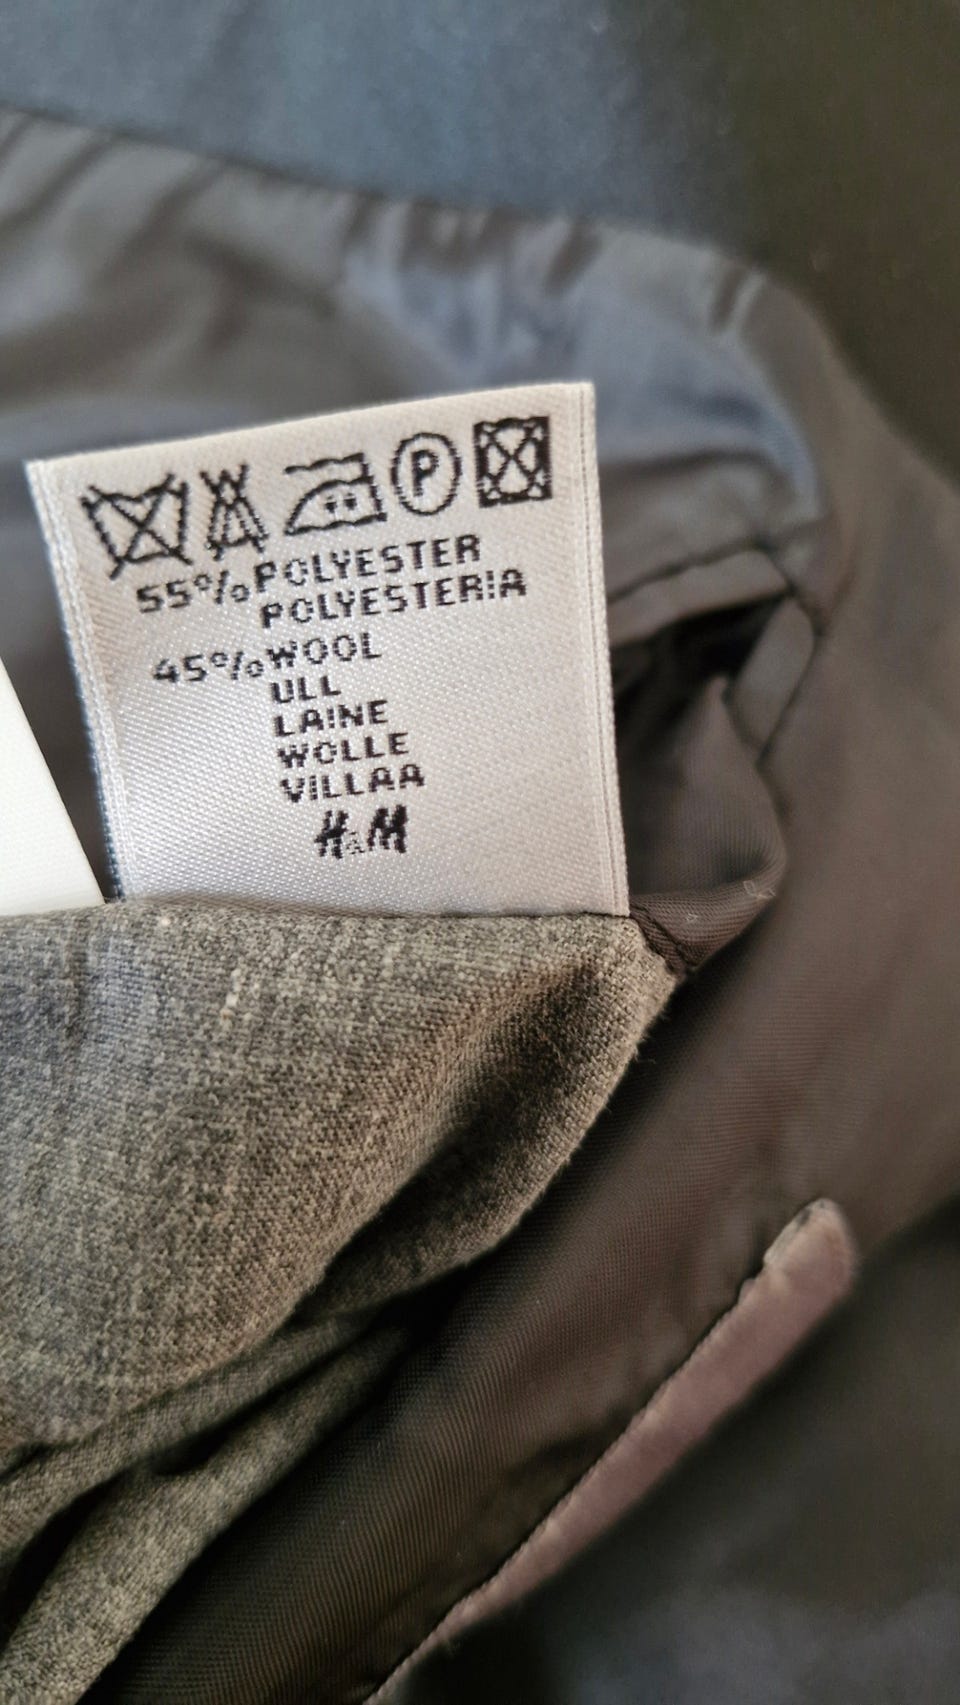 P
55% POLYESTER
POLYESTERIA
45% WOOL
ULL
LAINE
WOLLE
VILLAA
H&M